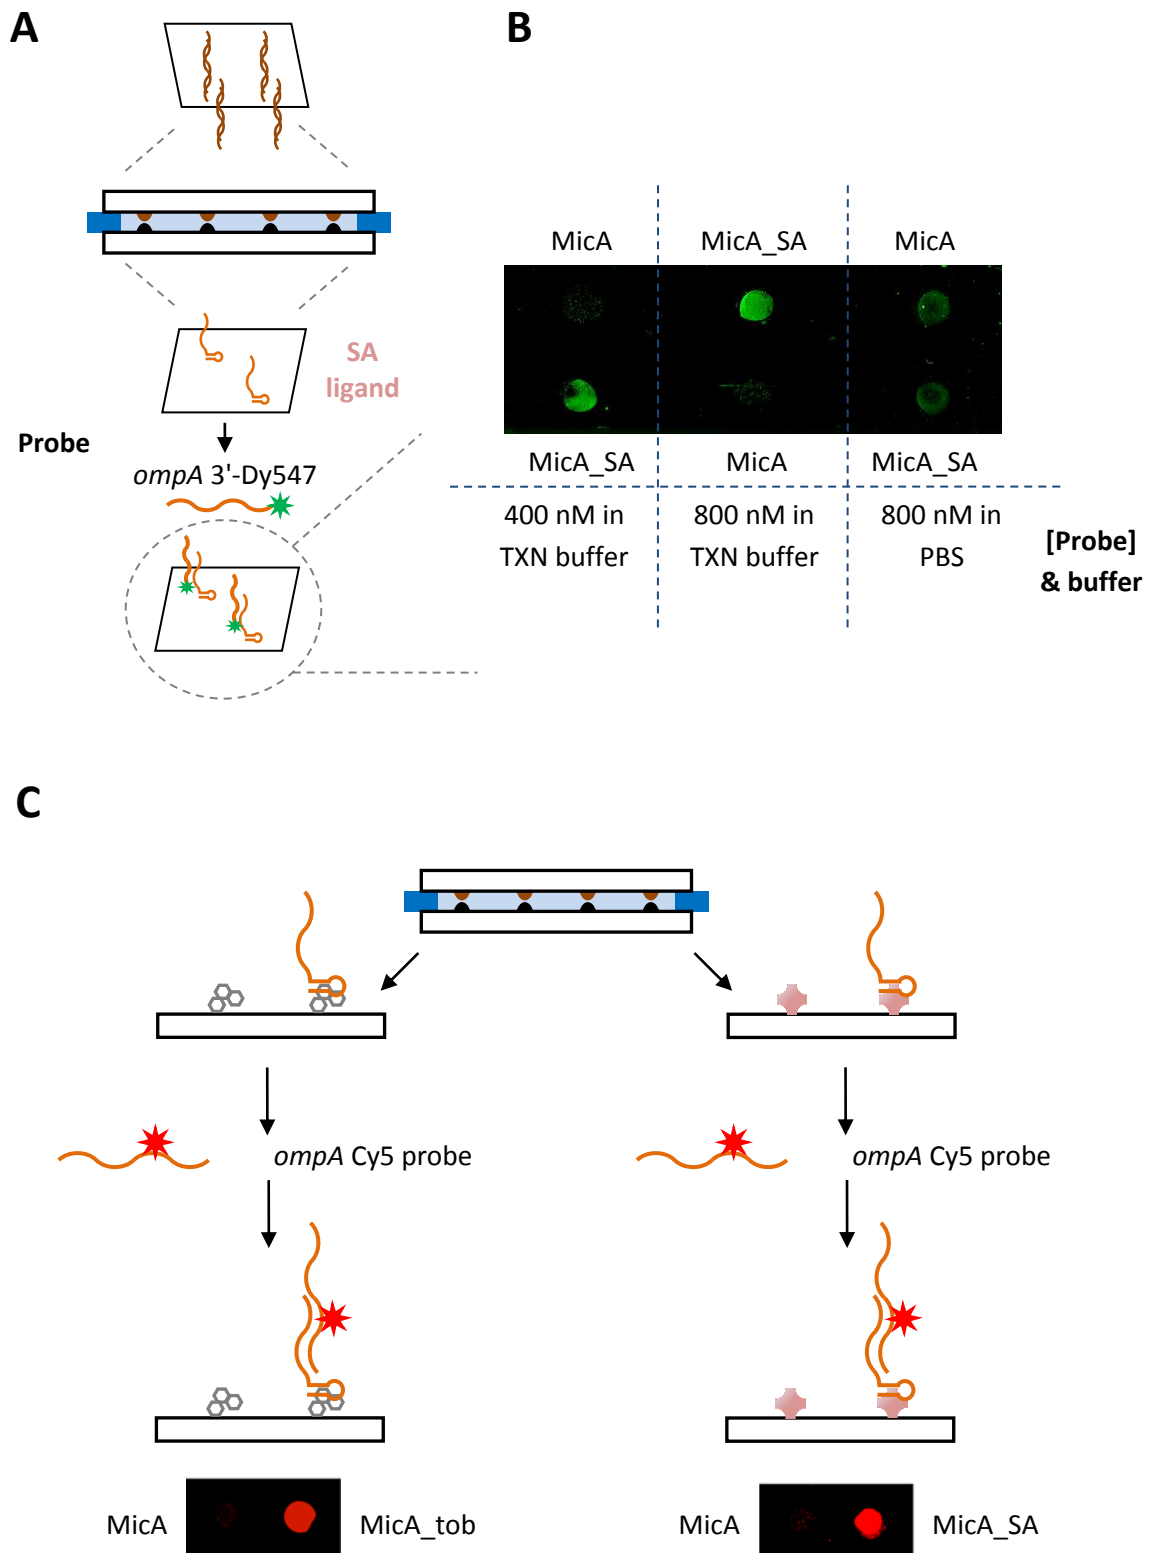 A
B
SA
ligand
Probe
ompA 3'-Dy547
MicA
MicA_SA
MicA
MicA_SA
MicA
MicA_SA
400 nM in
TXN buffer
800 nM in
TXN buffer
800 nM in
PBS
[Probe]
& buffer
C
ompA Cy5 probe
ompA Cy5 probe
MicA
MicA_tob
MicA
MicA_SA